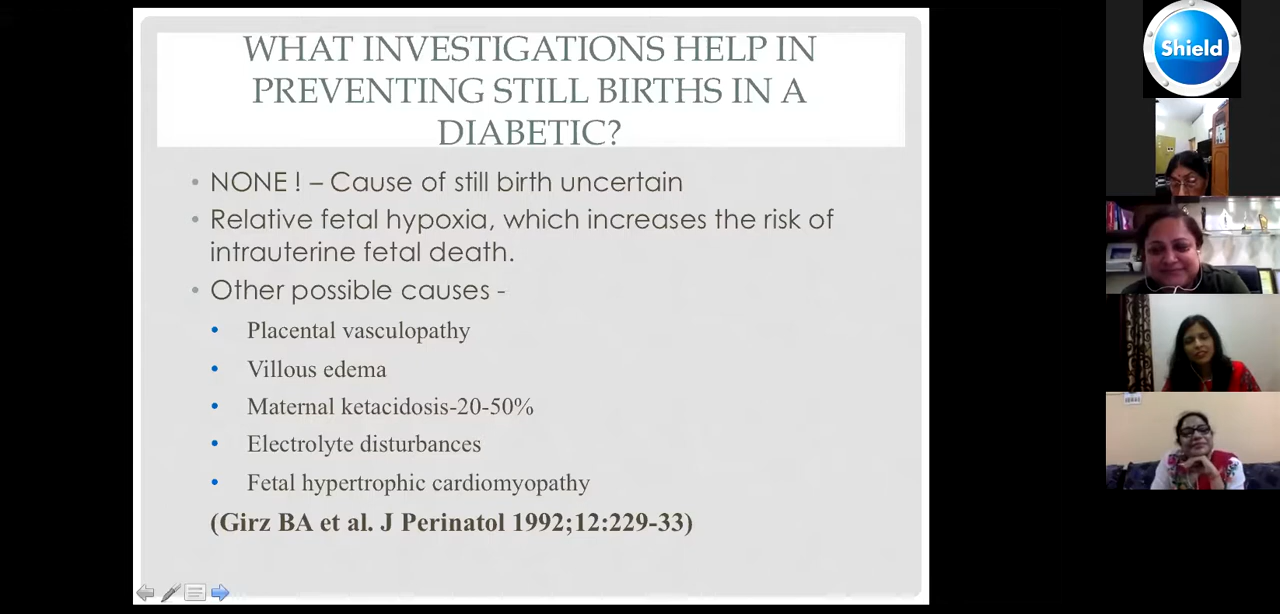 WHAT INVESTIGATIONS HELP IN
PREVENTING STILL BIRTHS IN A
DIABETIC?
• NONE ! – Cause of still birth uncertain
• Relative fetal hypoxia, which increases the risk of
intrauterine fetal death.
• Other possible causes -
• Placental vasculopathy
• Villous edema
• Maternal ketacidosis-20-50%
• Electrolyte disturbances
• Fetal hypertrophic cardiomyopathy
(Girz BA et al. J Perinatol 1992;12:229-33)
Shield